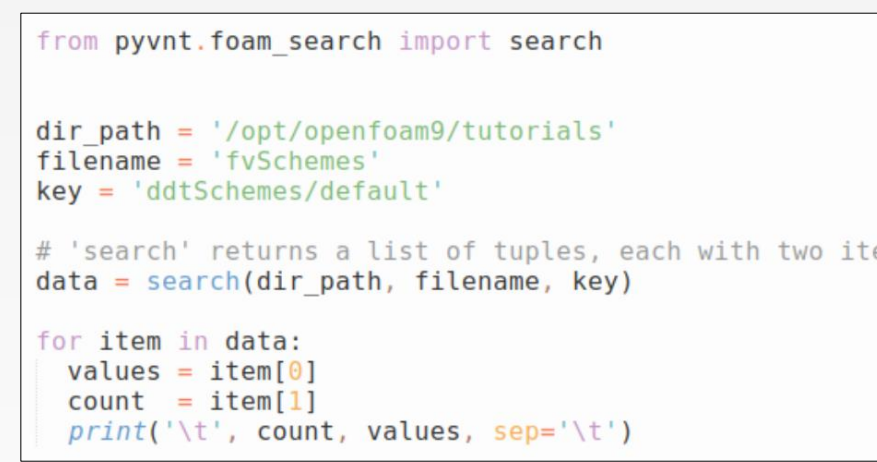 from pyvnt.foam_search import search
dir_path = '/opt/openfoam9/tutorials'
filename = 'fvSchemes'
key = 'ddtSchemes/default'
# 'search' returns a list of tuples, each with two
data = search(dir_path, filename, key)
for item in data:
values = item[0]
count  = item[1]
print('\t', count, values, sep='\t')